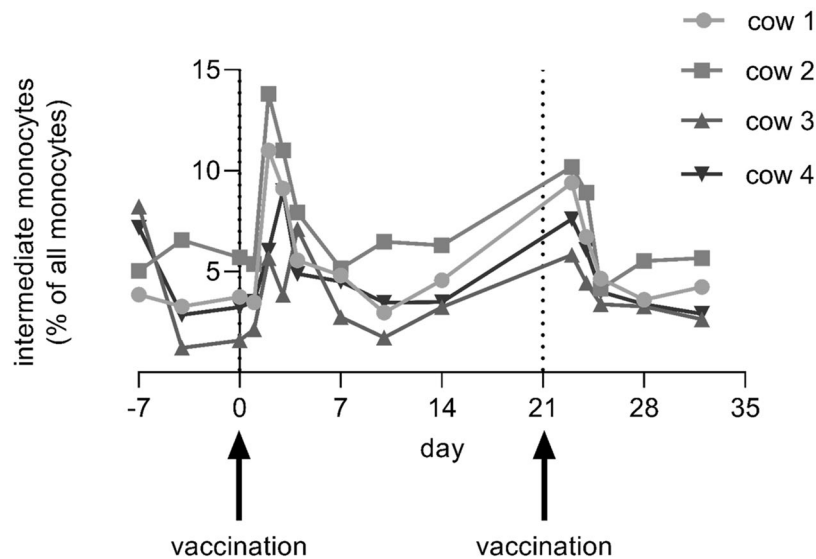 cow 1
cow 2
cow 3
cow 4
intermediate monocytes
(% of all monocytes)
15
10
5
-7 0 7 14 21 28 35
day
vaccination vaccination